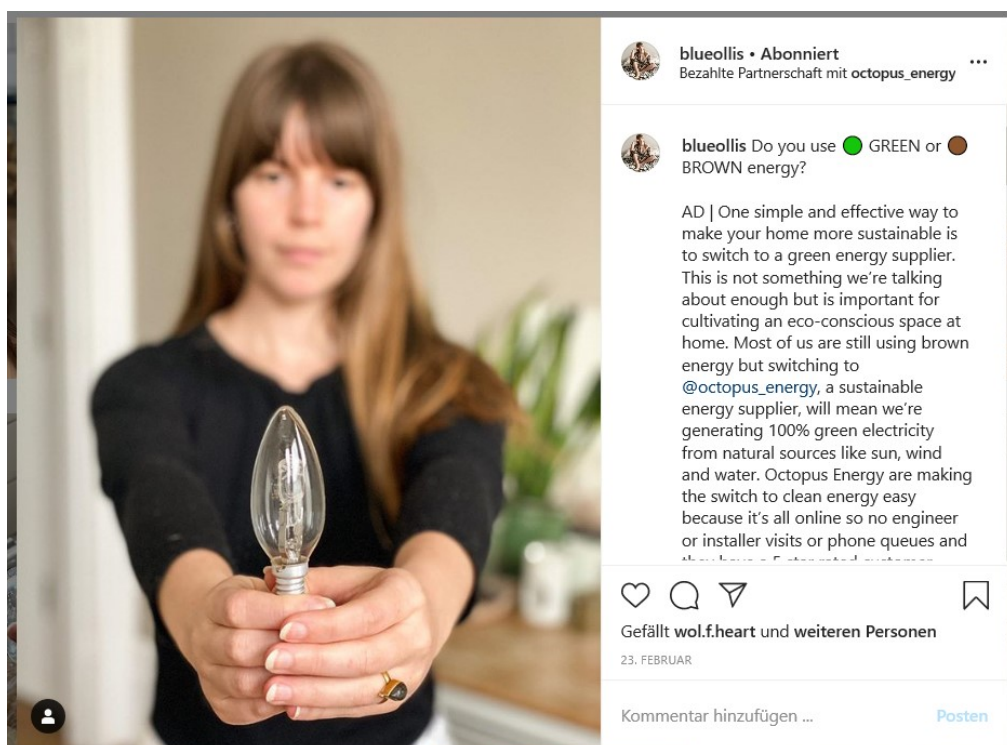 blueollis • Abonniert
Bezahlte Partnerschaft mit octopus_energy
blueollis Do you use 🟢 GREEN or 🟤
BROWN energy?
AD | One simple and effective way to
make your home more sustainable is
to switch to a green energy supplier.
This is not something we’re talking
about enough but is important for
cultivating an eco-conscious space at
home. Most of us are still using brown
energy but switching to
@octopus_energy, a sustainable
energy supplier, will mean we’re
generating 100% green electricity
from natural sources like sun, wind
and water. Octopus Energy are making
the switch to clean energy easy
because it’s all online so no engineer
or installer visits or phone queues and
they have a 5 star rated customer
Gefällt wol.f.heart und weiteren Personen
23. FEBRUAR
Kommentar hinzufügen ...
Posten